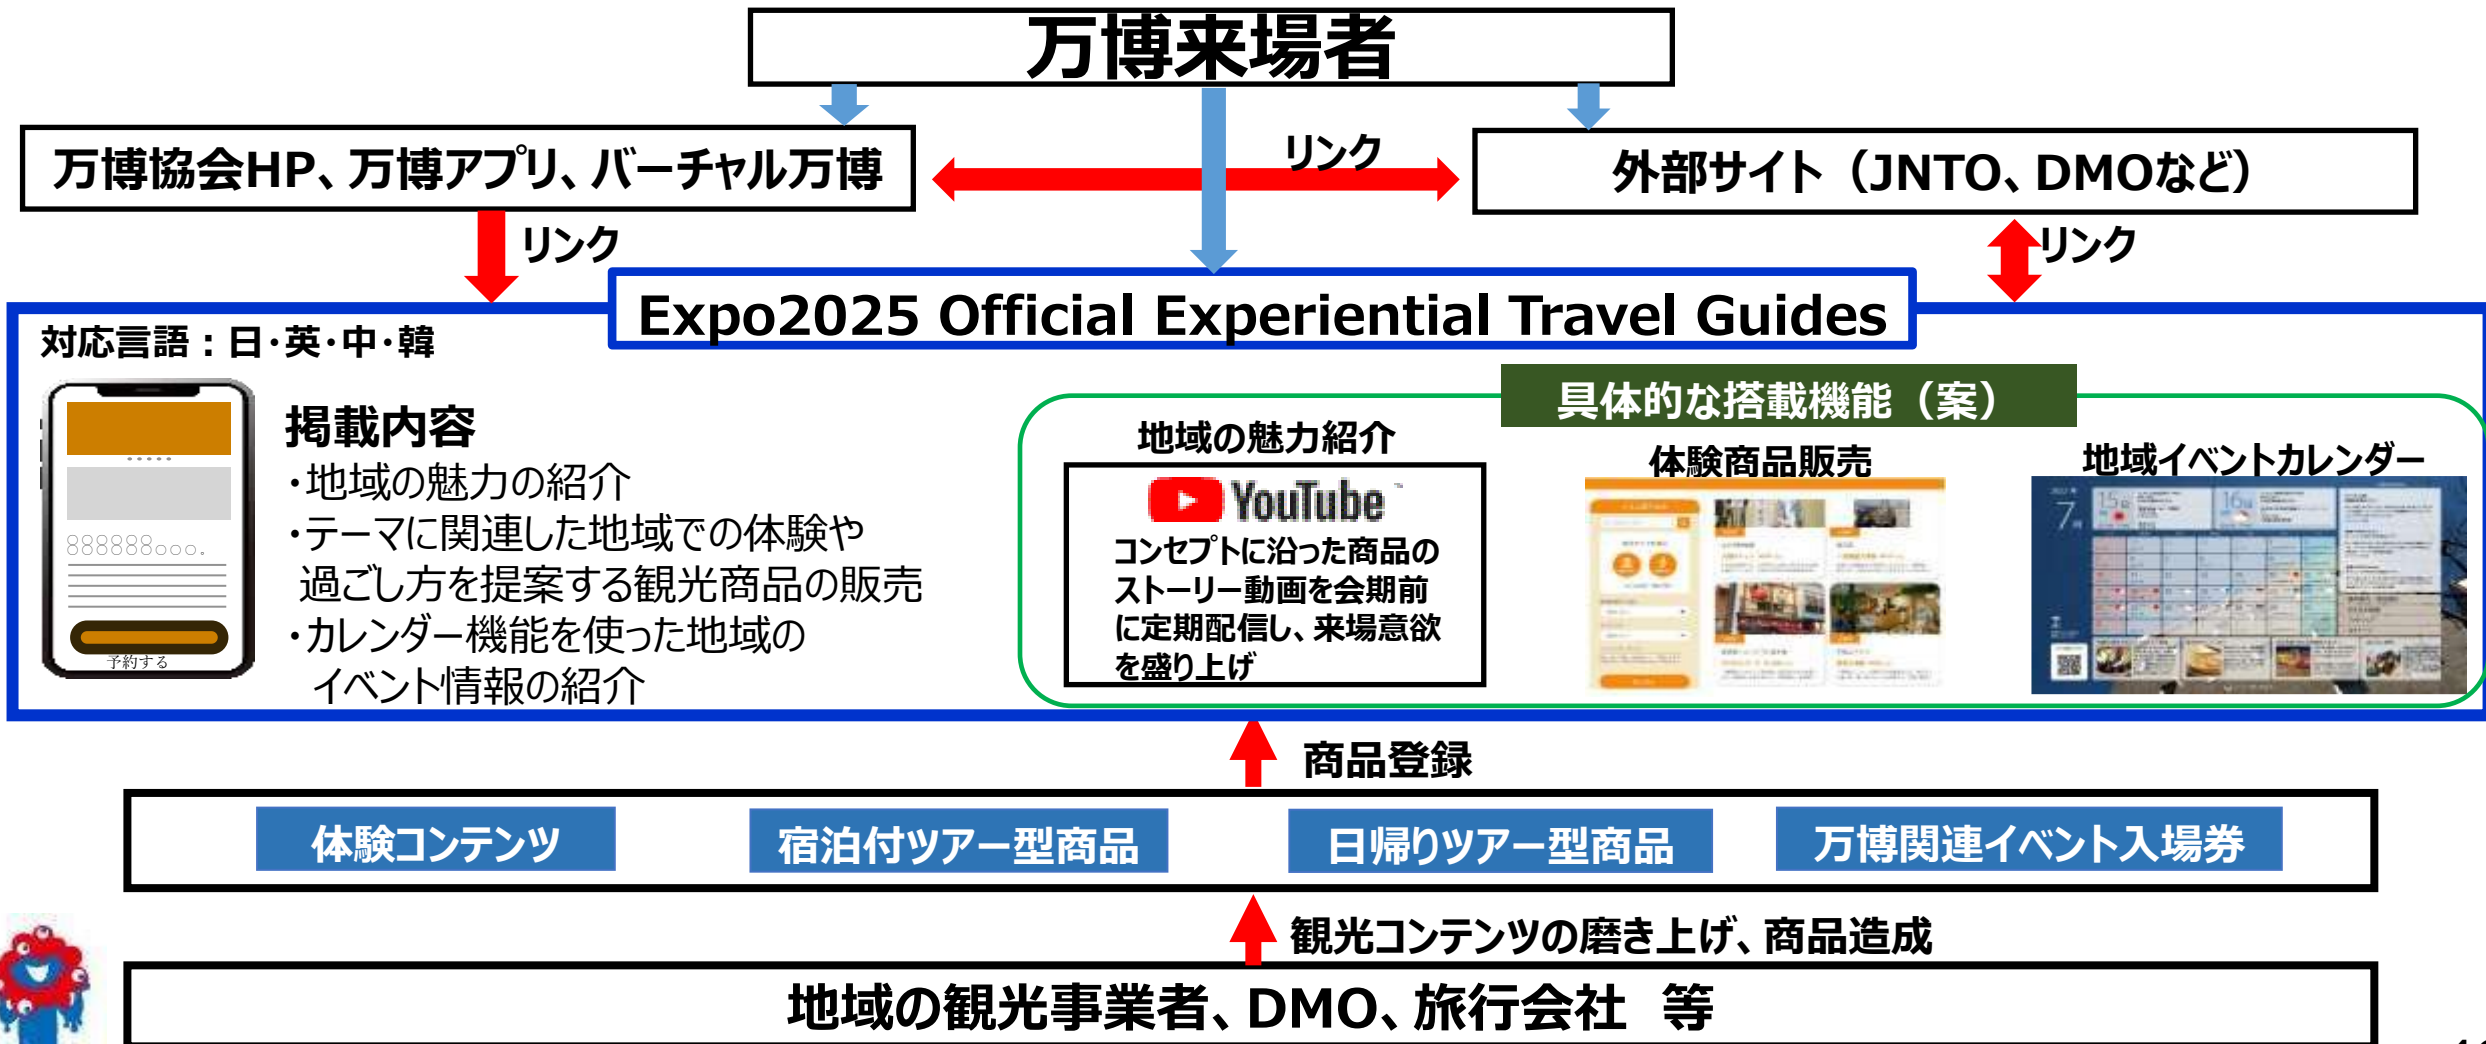 万博来場者
万博協会HP、万博アプリ、バーチャル万博
リンク
外部サイト（JNTO、DMOなど）
リンク
リンク
Expo2025 Official Experiential Travel Guides
対応言語：日･英･中･韓
予約する
掲載内容
・地域の魅力の紹介
・テーマに関連した地域での体験や
過ごし方を提案する観光商品の販売
・カレンダー機能を使った地域の
イベント情報の紹介
具体的な搭載機能（案）
地域の魅力紹介
YouTube
コンセプトに沿った商品の
ストーリー動画を会期前
に定期配信し、来場意欲
を盛り上げ
体験商品販売
地域イベントカレンダー
7月
15
16
商品登録
体験コンテンツ
宿泊付ツアー型商品
日帰りツアー型商品
万博関連イベント入場券
観光コンテンツの磨き上げ、商品造成
地域の観光事業者、DMO、旅行会社　等